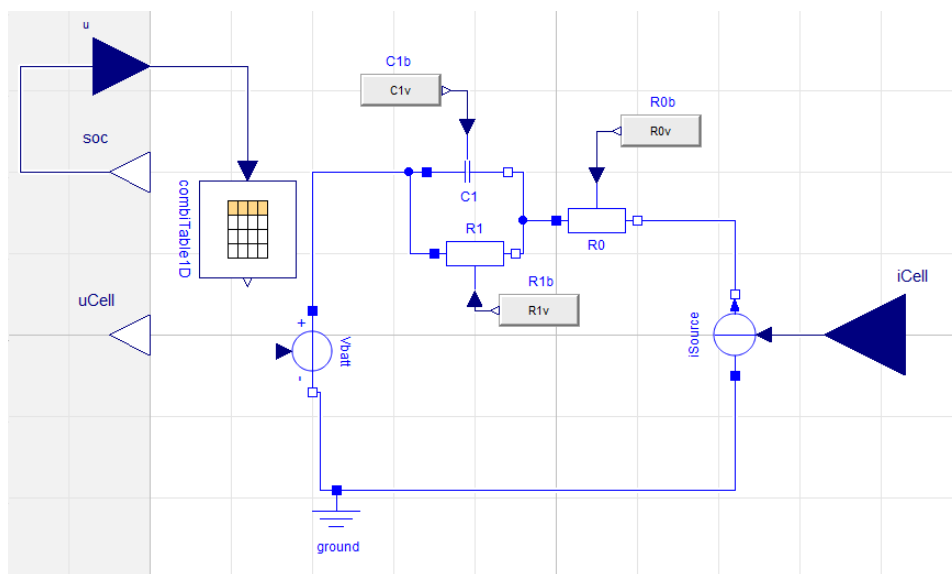 u
C1b
C1v
R0b
R0v
soc
combiTable1D
C1
R1
R0
R1b
R1v
uCell
iCell
+
Vbatt
-
iSource
ground